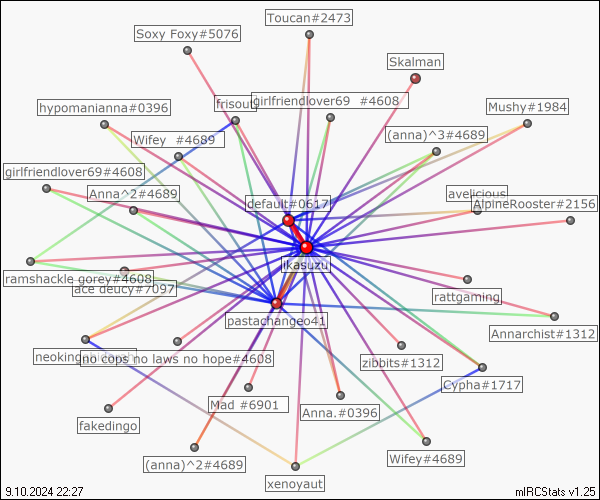 Toucan#2473
Soxy Foxy#5076
Skalman
hypomanianna#0396
frisout
girlfriendlover69 #4608
Mushy#1984
Wifey #4689
(anna)^3#4689
girlfriendlover69#4608
Anna^2#4689
default#0617
avelicious
AlpineRooster#2156
ikasuzu
ramshackle gorey#4608
ace deucy#7097
rattgaming
pastachangeo41
Annarchist#1312
neoking
no cops no laws no hope#4608
zibbits#1312
Cypha#1717
Mad #6901
Anna.#0396
fakedingo
(anna)^2#4689
Wifey#4689
xenoyaut
9.10.2024 22:27
mIRCStats v1.25